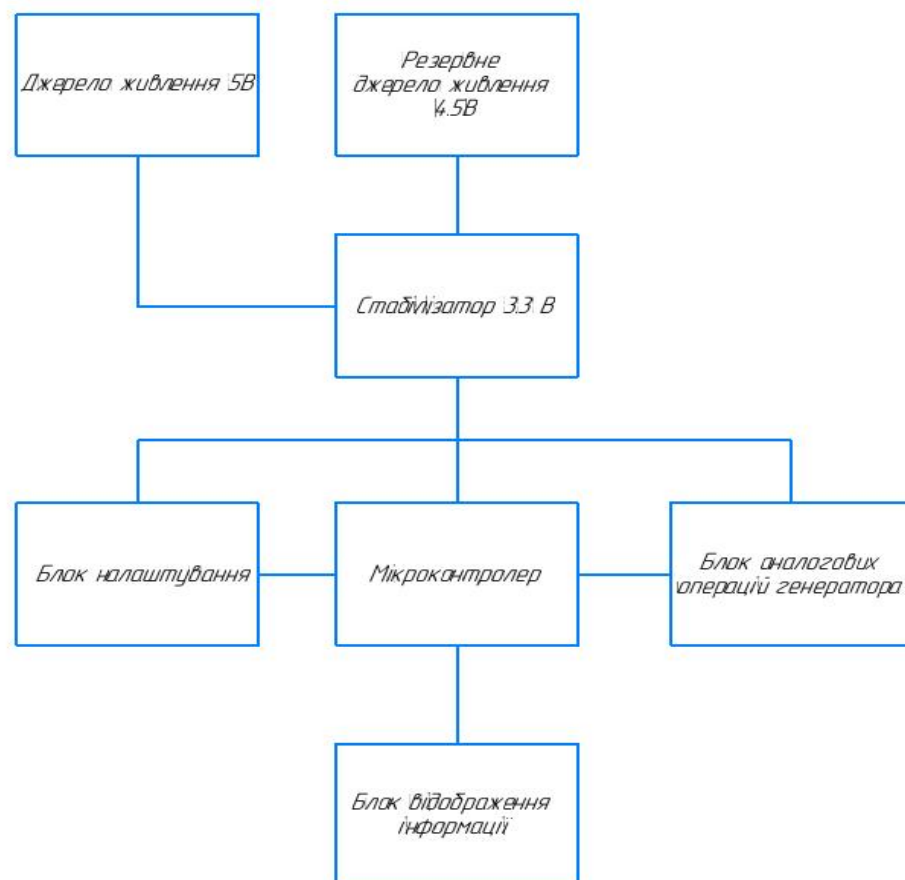 Джерело живлення 5В
Резервне
джерело живлення
4.5В
Стабілізатор 3.3 В
Блок налаштування
Мікроконтролер
Блок аналогових
операцій генератора
Блок відображення
інформації